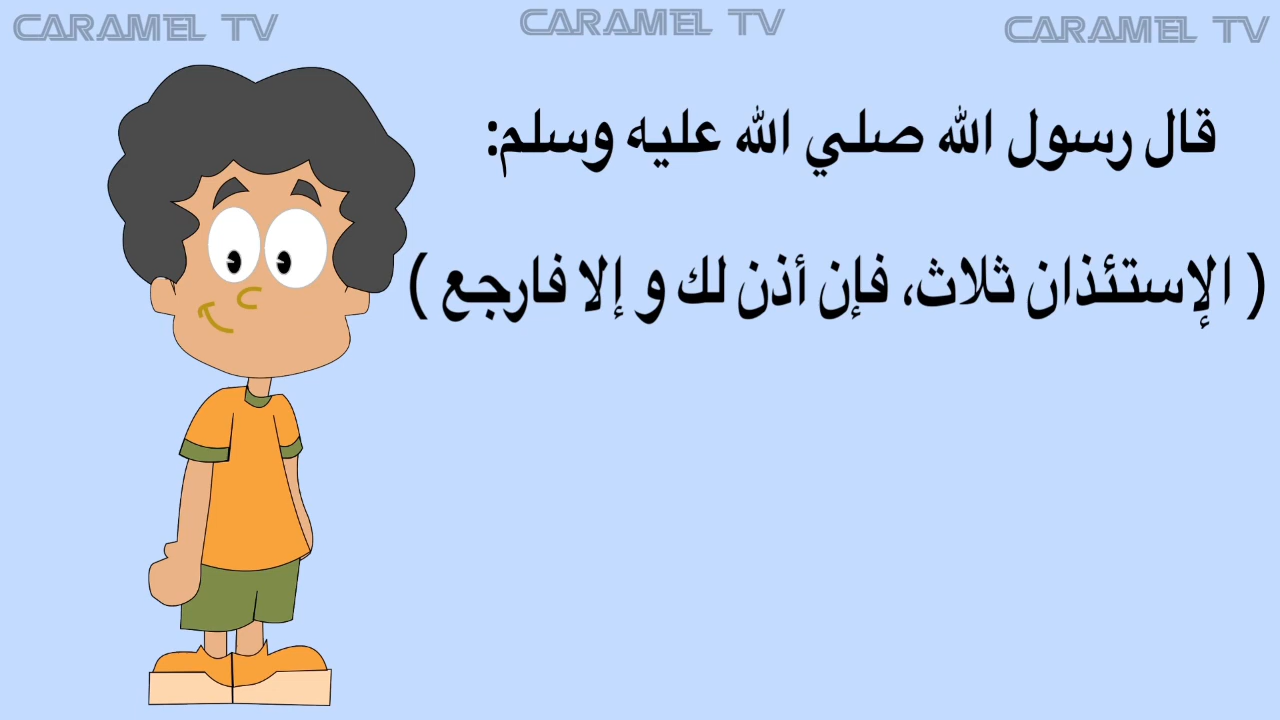 CARAMEL TV CARAMEL TV CARAMEL TV
قال رسول الله صلي الله عليه وسلم:
( الإستئذان ثلاث، فإن أذن لك و إلا فارجع )